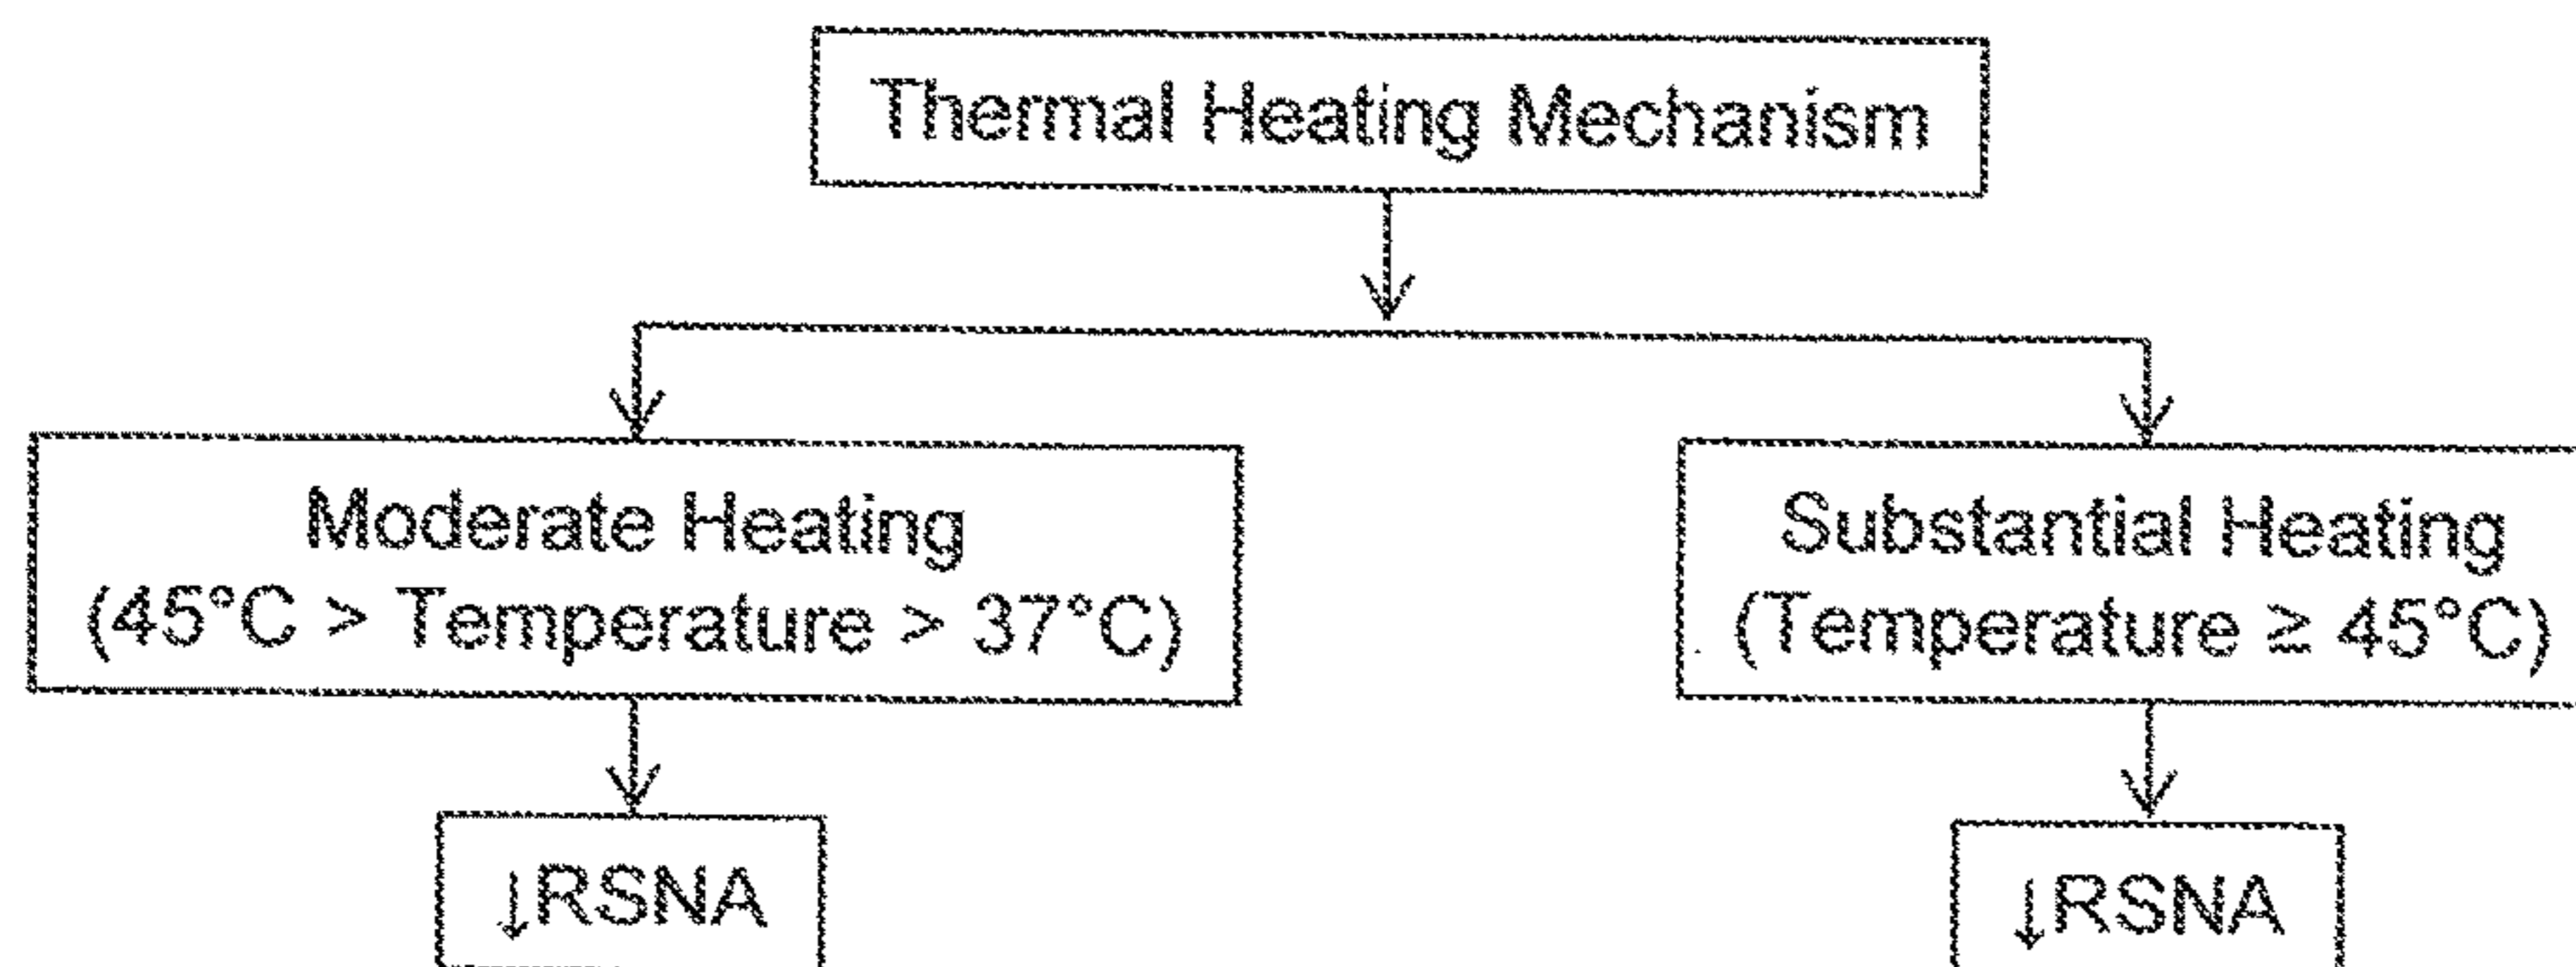 Thermal Heating Mechanism
Moderate Heating
(45°C > Temperature > 37°C)
Substantial Heating
(Temperature ≥ 45°C)
↓RSNA
↓RSNA